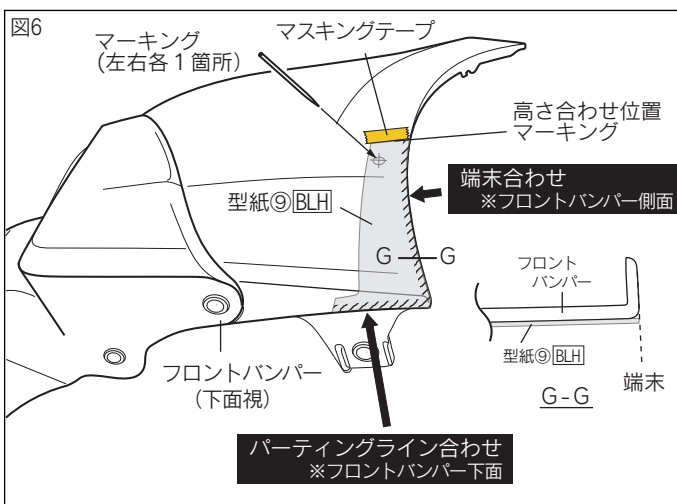 図6
マーキング
(左右各1箇所)
マスキングテープ
高さ合わせ位置
マーキング
端末合わせ
※フロントバンパー側面
型紙⑨BLH
G
G
フロント
バンパー
型紙⑨BLH
G-G
端末
フロントバンパー
(下面視)
パーティングライン合わせ
※フロントバンパー下面